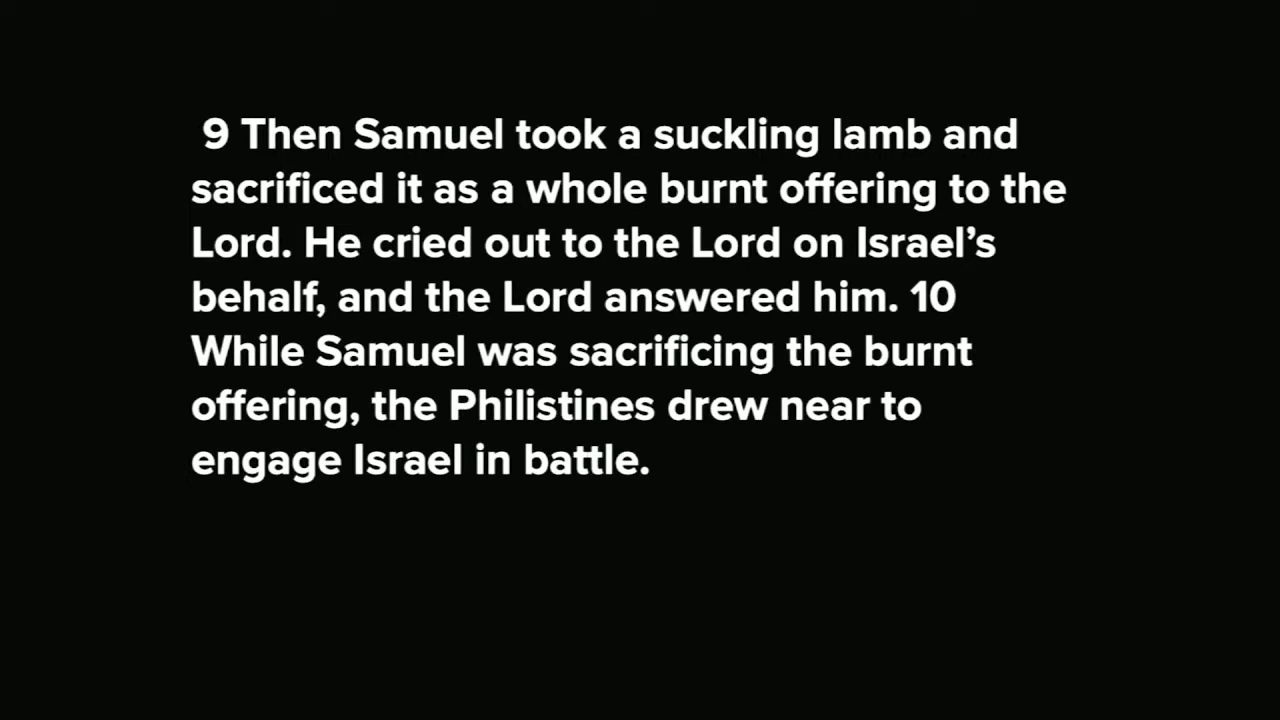 9 Then Samuel took a suckling lamb and
sacrificed it as a whole burnt offering to the
Lord. He cried out to the Lord on Israel’s
behalf, and the Lord answered him. 10
While Samuel was sacrificing the burnt
offering, the Philistines drew near to
engage Israel in battle.